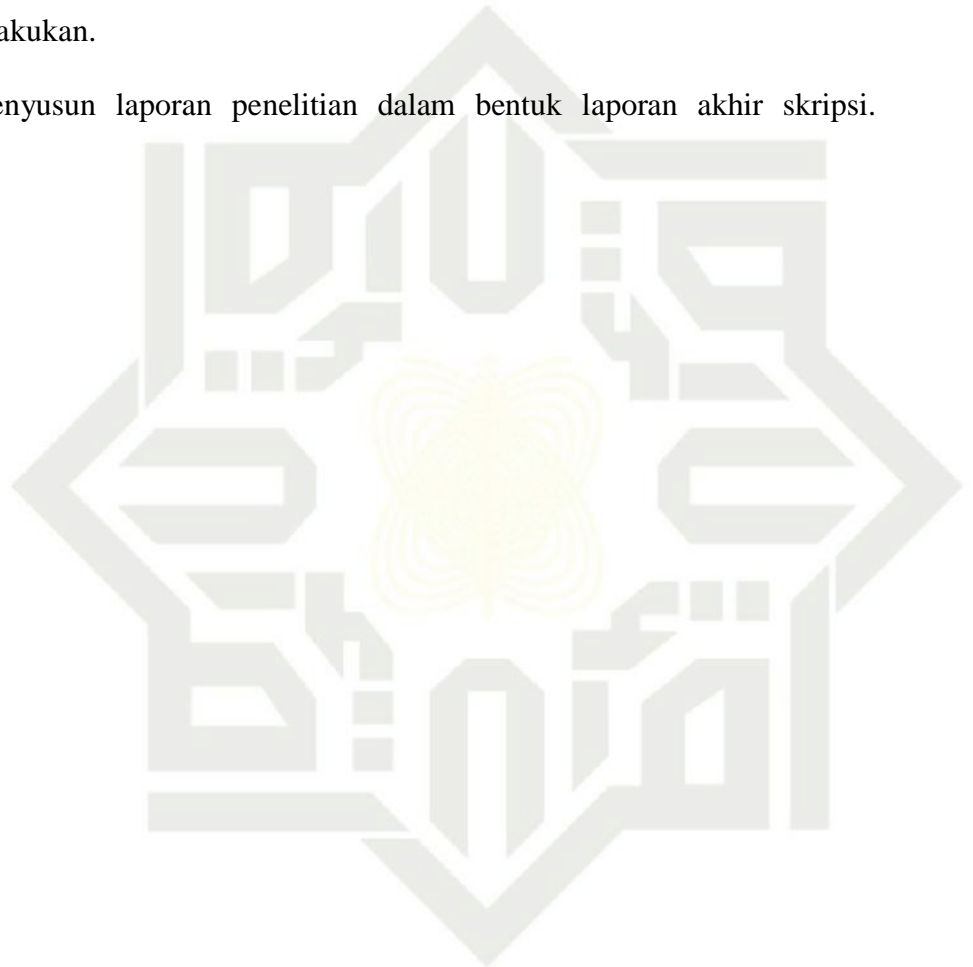 akukan.
enyusun laporan penelitian dalam bentuk laporan akhir skripsi.